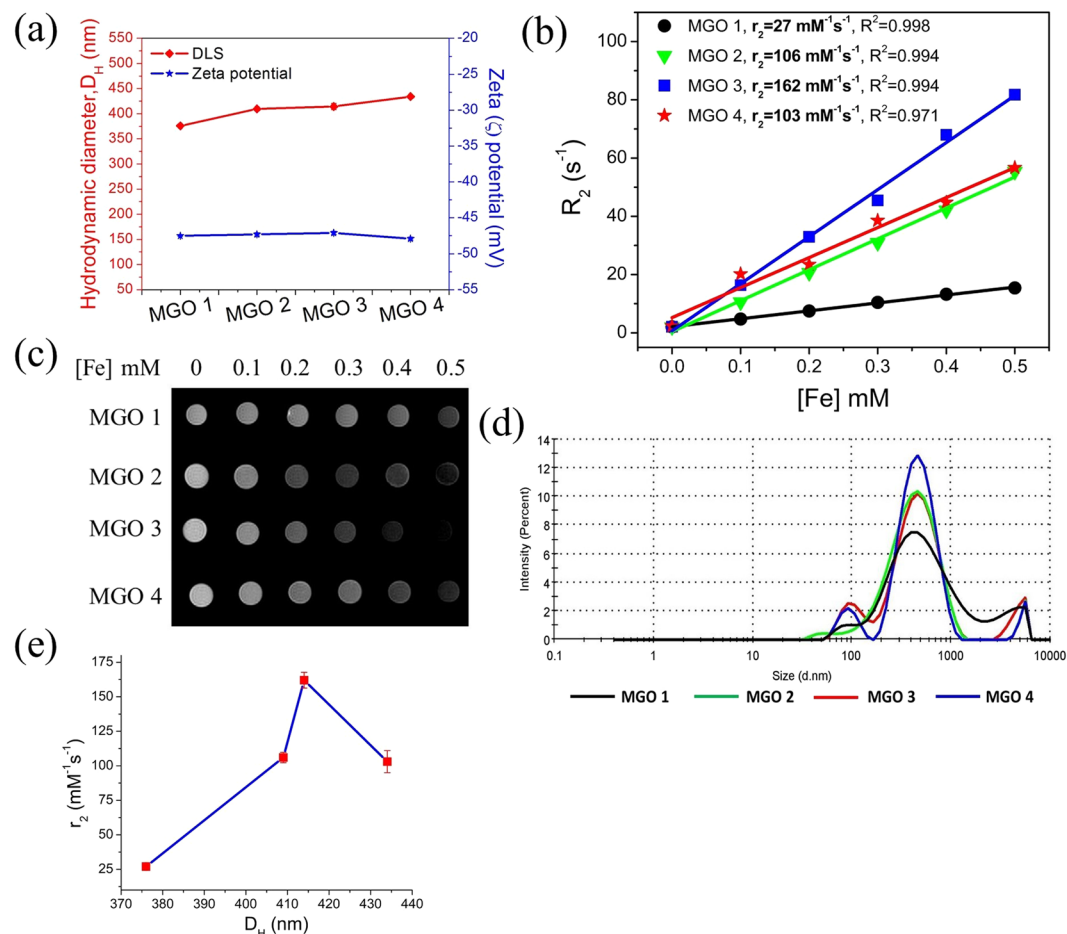 (a)
550
500
450
400
350
300
250
200
150
100
50
Hydrodynamic diameter,D_H (nm)
DLS
Zeta potential
-20
-25
-30
-35
-40
-45
-50
-55
Zeta (ζ) potential (mV)
MGO 1 MGO 2 MGO 3 MGO 4
(b)
MGO 1, r₂=27 mM⁻¹s⁻¹, R²=0.998
MGO 2, r₂=106 mM⁻¹s⁻¹, R²=0.994
MGO 3, r₂=162 mM⁻¹s⁻¹, R²=0.994
MGO 4, r₂=103 mM⁻¹s⁻¹, R²=0.971
100
80
60
40
20
0
R₂ (s⁻¹)
0.0 0.1 0.2 0.3 0.4 0.5
[Fe] mM
(c)
[Fe] mM 0 0.1 0.2 0.3 0.4 0.5
MGO 1
MGO 2
MGO 3
MGO 4
(d)
14
12
10
8
6
4
2
0
Intensity (Percent)
0.1 1 10 100 1000 10000
Size (d.nm)
MGO 1 MGO 2 MGO 3 MGO 4
(e)
175
150
125
100
75
50
25
r₂ (mM⁻¹s⁻¹)
370 380 390 400 410 420 430 440
D_H (nm)